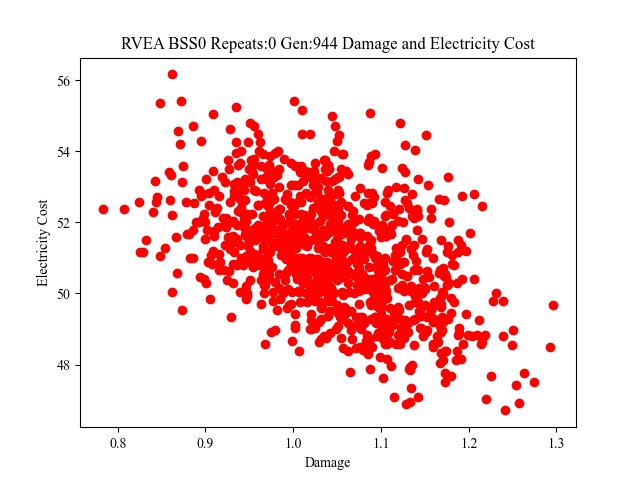 RVEA BSS0 Repeats:0 Gen:944 Damage and Electricity Cost
56
54
52
50
48
Electricity Cost
0.8 0.9 1.0 1.1 1.2 1.3
Damage